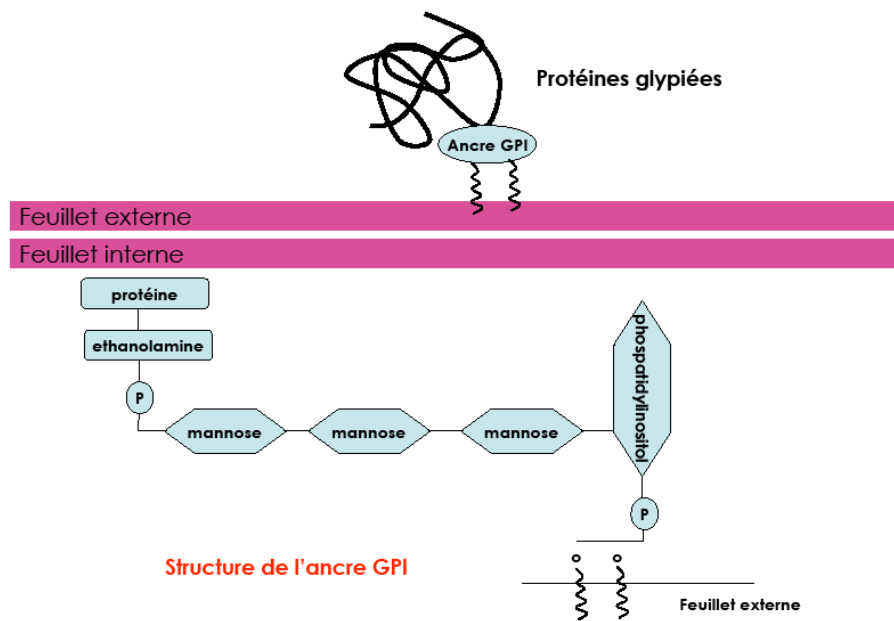 Protéines glypiées
Ancre GPI
Feuillet externe
Feuillet interne
protéine
ethanolamine
P
mannose
mannose
mannose
phospatidylinositol
P
o o
Structure de l'ancre GPI
Feuillet externe